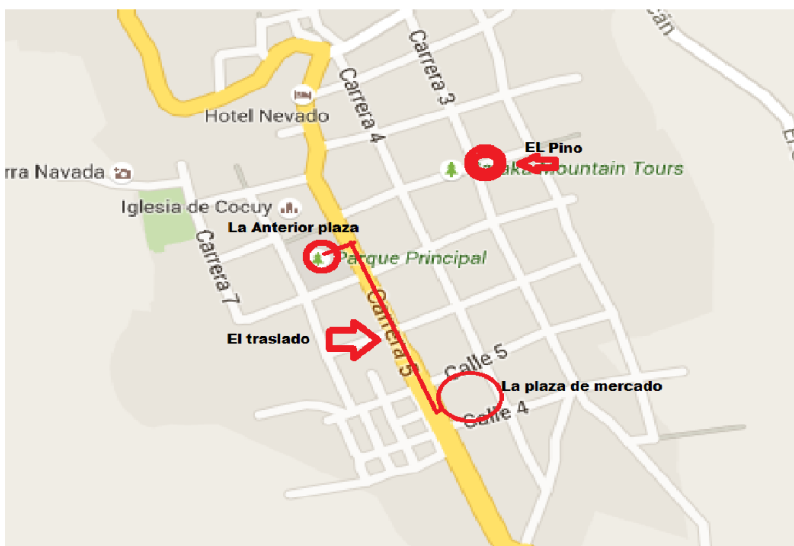 Carrera 3
Carrera 4
Hotel Nevado
EL Pino
Mountain Tours
rra Navada
Iglesia de Cocuy
La Anterior plaza
Parque Principal
Carrera 7
Carrera 5
El traslado
Calle 5
La plaza de mercado
Calle 4